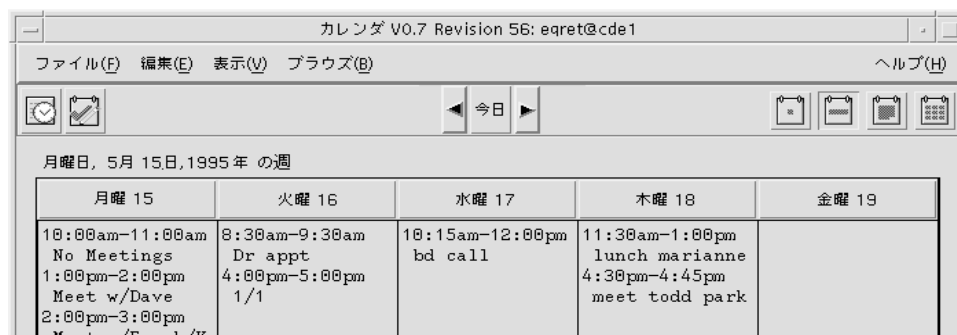 カレンダ V0.7 Revision 56: eqret@cde1
ファイル(F) 編集(E) 表示(V) ブラウズ(B) ヘルプ(H)
今日
月曜日, 5月 15日,1995年 の週
月曜 15 火曜 16 水曜 17 木曜 18 金曜 19
10:00am-11:00am 8:30am-9:30am 10:15am-12:00pm 11:30am-1:00pm
No Meetings Dr appt bd call lunch marianne
1:00pm-2:00pm 4:00pm-5:00pm 4:30pm-4:45pm
Meet w/Dave 1/1 meet todd park
2:00pm-3:00pm